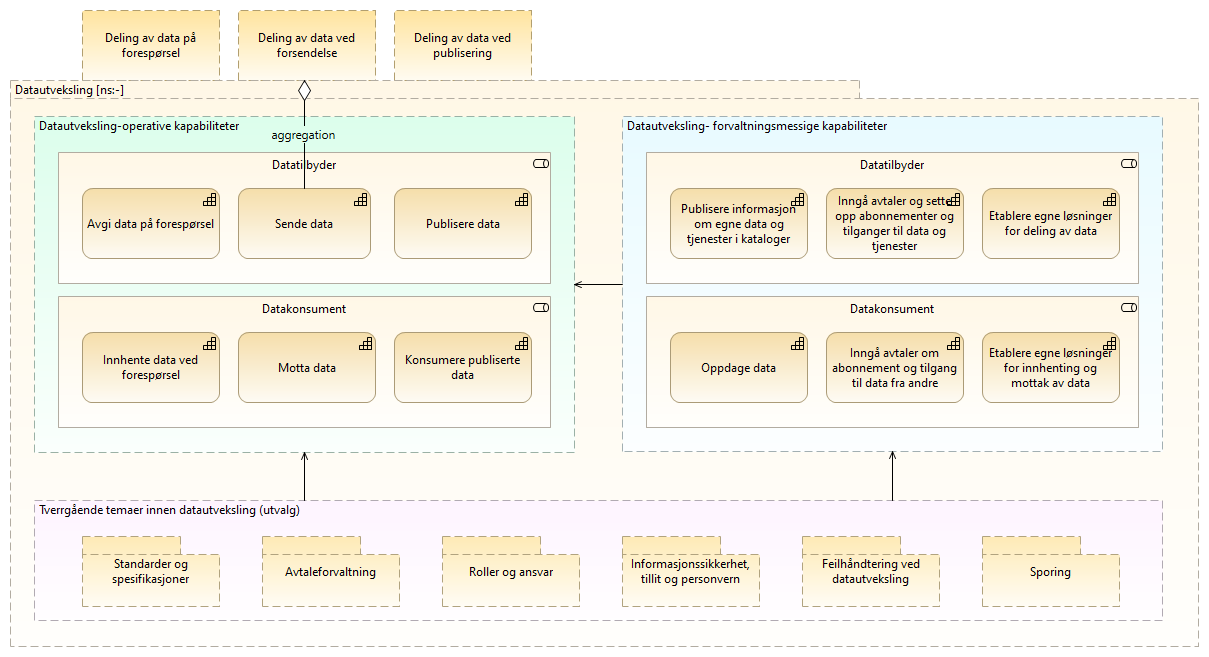 Deling av data på
forespørsel
Deling av data ved
forsendelse
Deling av data ved
publisering
Datautveksling [ns:-]
Datautveksling-operative kapabiliteter
aggregation
Datatilbyder
Avgi data på forespørsel
Sende data
Publisere data
Datakonsument
Innhente data ved
forespørsel
Motta data
Konsumere publiserte
data
Datautveksling- forvaltningsmessige kapabiliteter
Datatilbyder
Publisere informasjon
om egne data og
tjenester i kataloger
Inngå avtaler og sette
opp abonnementer og
tilganger til data og
tjenester
Etablere egne løsninger
for deling av data
Datakonsument
Oppdage data
Inngå avtaler om
abonnement og tilgang
til data fra andre
Etablere egne løsninger
for innhenting og
mottak av data
Tverrgående temaer innen datautveksling (utvalg)
Standarder og
spesifikasjoner
Avtaleforvaltning
Roller og ansvar
Informasjonssikkerhet,
tillit og personvern
Feilhåndtering ved
datautveksling
Sporing